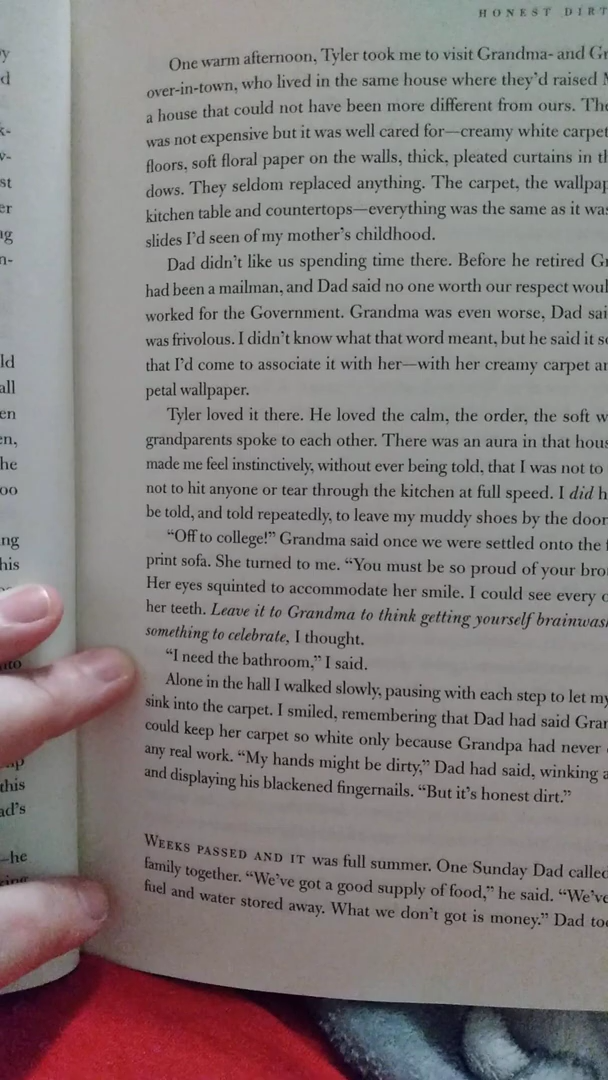 HONEST DIRT
One warm afternoon, Tyler took me to visit Grandma- and
over-in-town, who lived in the same house where they'd raised
a house that could not have been more different from ours.
was not expensive but it was well cared for—creamy white carpet
floors, soft floral paper on the walls, thick, pleated curtains in
dows. They seldom replaced anything. The carpet, the
kitchen table and countertops—everything was the same as it
slides I'd seen of my mother's childhood.
Dad didn't like us spending time there. Before he retired
had been a mailman, and Dad said no one worth our respect
worked for the Government. Grandma was even worse, Dad
was frivolous. I didn't know what that word meant, but he said it
that I'd come to associate it with her—with her creamy carpet
petal wallpaper.
Tyler loved it there. He loved the calm, the order, the soft
grandparents spoke to each other. There was an aura in that
made me feel instinctively, without ever being told, that I was not to
not to hit anyone or tear through the kitchen at full speed. I did
be told, and told repeatedly, to leave my muddy shoes by the door
"Off to college!" Grandma said once we were settled onto the
print sofa. She turned to me. "You must be so proud of your
Her eyes squinted to accommodate her smile. I could see every
her teeth. Leave it to Grandma to think getting yourself
something to celebrate, I thought.
"I need the bathroom," I said.
Alone in the hall I walked slowly, pausing with each step to let my
sink into the carpet. I smiled, remembering that Dad had said
could keep her carpet so white only because Grandpa had never
any real work. "My hands might be dirty," Dad had said, winking
and displaying his blackened fingernails. "But it's honest dirt."
WEEKS PASSED AND IT was full summer. One Sunday Dad called
family together. "We've got a good supply of food," he said. "We've
fuel and water stored away. What we don't got is money." Dad